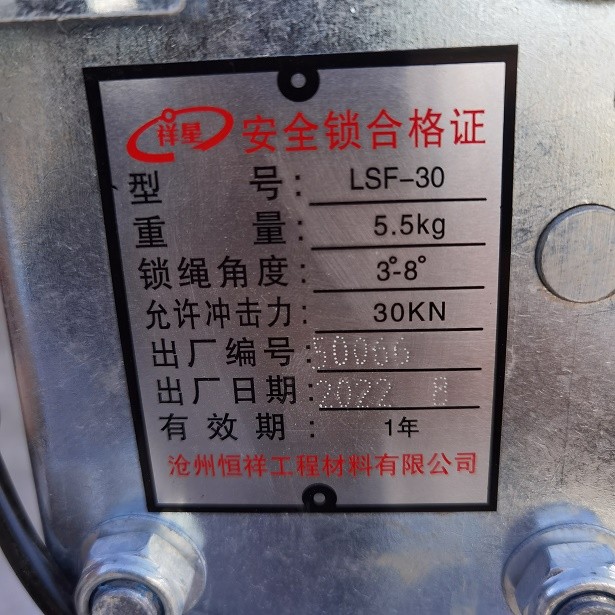 祥星 安全锁合格证
型号: LSF-30
重量: 5.5kg
锁绳角度: 3°-8°
允许冲击力: 30KN
出厂编号: 50066
出厂日期: 2022 8
有效期: 1年
沧州恒祥工程材料有限公司